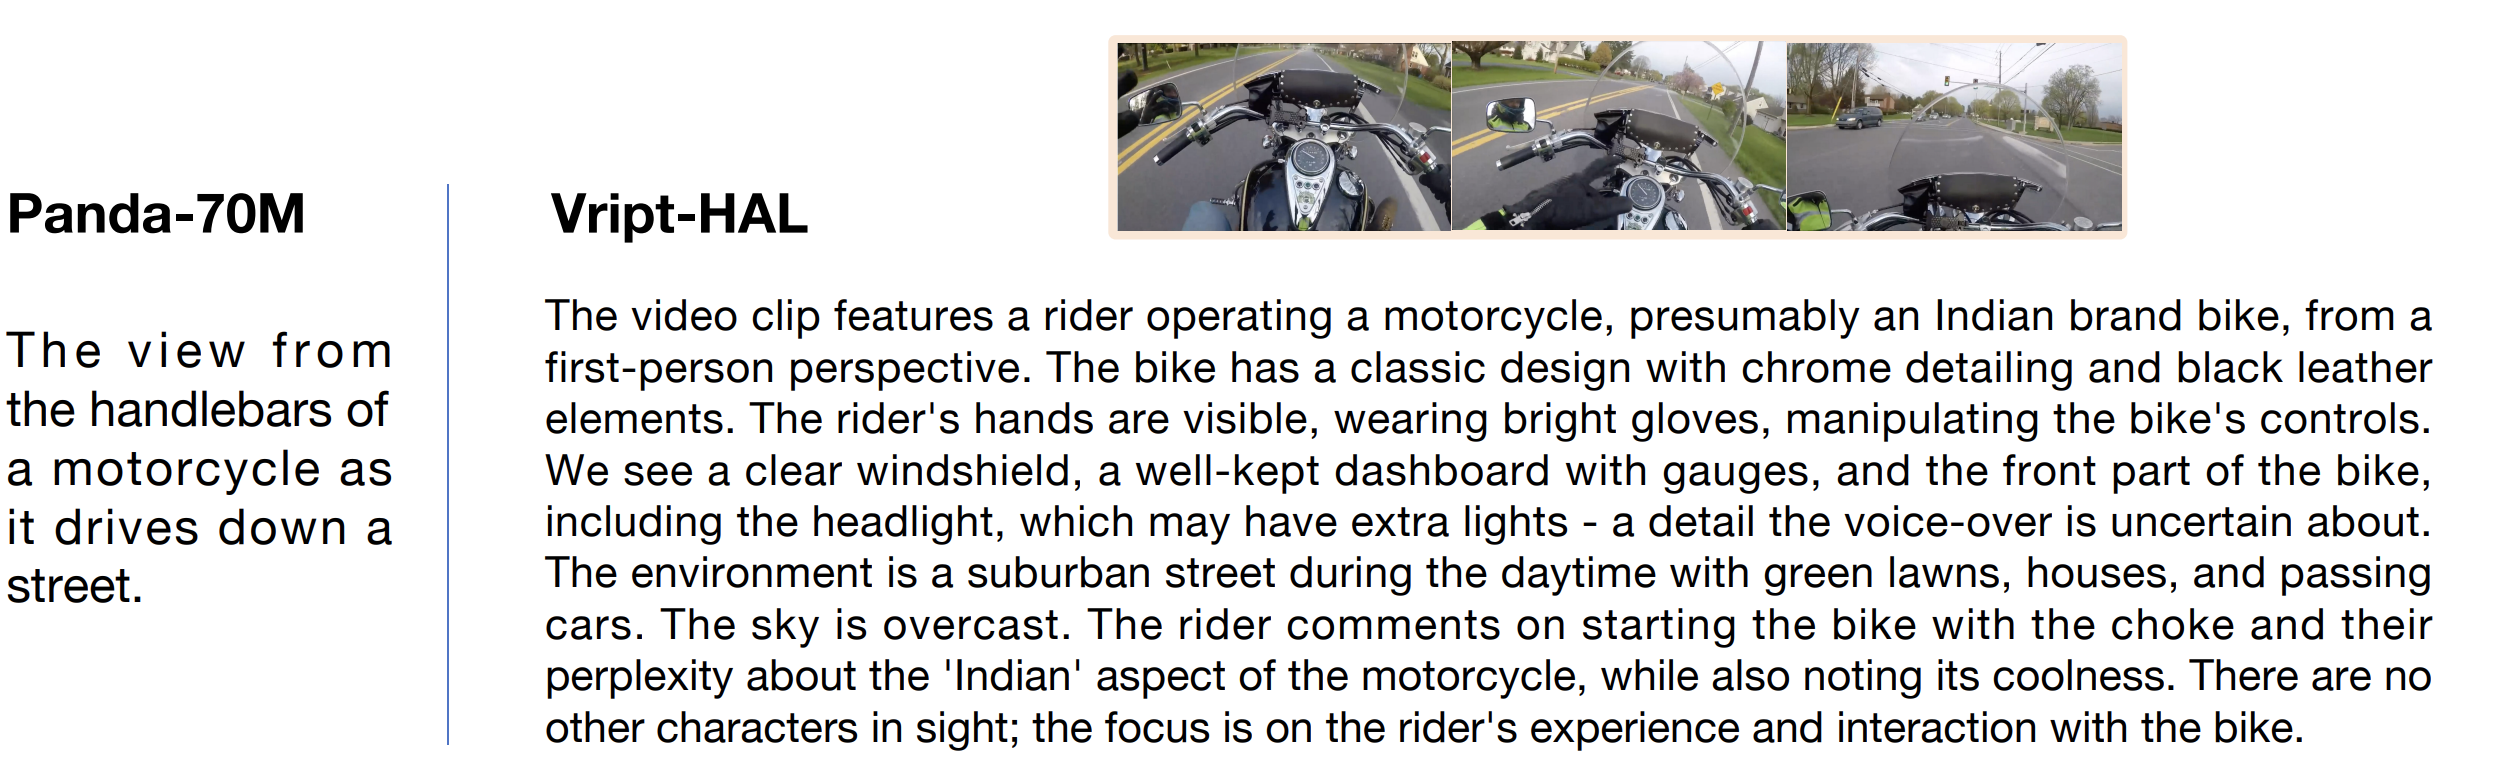 Panda-70M
The view from
the handlebars of
a motorcycle as
it drives down a
street.
Vript-HAL
The video clip features a rider operating a motorcycle, presumably an Indian brand bike, from a
first-person perspective. The bike has a classic design with chrome detailing and black leather
elements. The rider's hands are visible, wearing bright gloves, manipulating the bike's controls.
We see a clear windshield, a well-kept dashboard with gauges, and the front part of the bike,
including the headlight, which may have extra lights - a detail the voice-over is uncertain about.
The environment is a suburban street during the daytime with green lawns, houses, and passing
cars. The sky is overcast. The rider comments on starting the bike with the choke and their
perplexity about the 'Indian' aspect of the motorcycle, while also noting its coolness. There are no
other characters in sight; the focus is on the rider's experience and interaction with the bike.